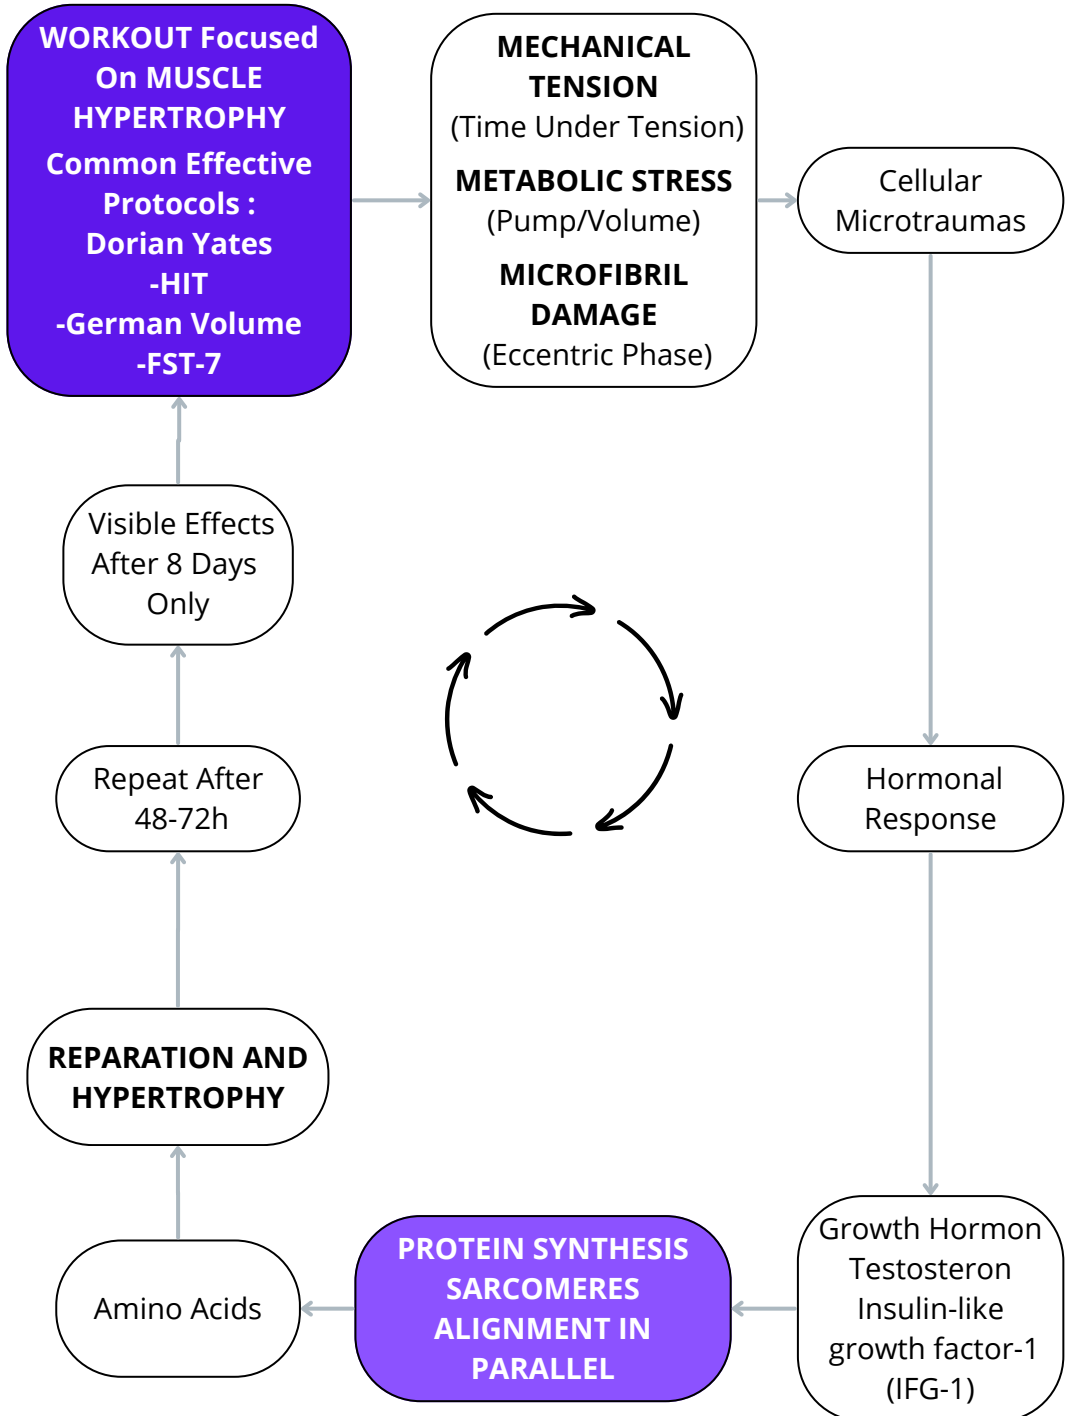 WORKOUT Focused
On MUSCLE
HYPERTROPHY
Common Effective
Protocols :
Dorian Yates
-HIT
-German Volume
-FST-7
MECHANICAL
TENSION
(Time Under Tension)
METABOLIC STRESS
(Pump/Volume)
MICROFIBRIL
DAMAGE
(Eccentric Phase)
Cellular
Microtraumas
Hormonal
Response
Growth Hormon
Testosteron
Insulin-like
growth factor-1
(IFG-1)
PROTEIN SYNTHESIS
SARCOMERES
ALIGNMENT IN
PARALLEL
Amino Acids
REPARATION AND
HYPERTROPHY
Repeat After
48-72h
Visible Effects
After 8 Days
Only